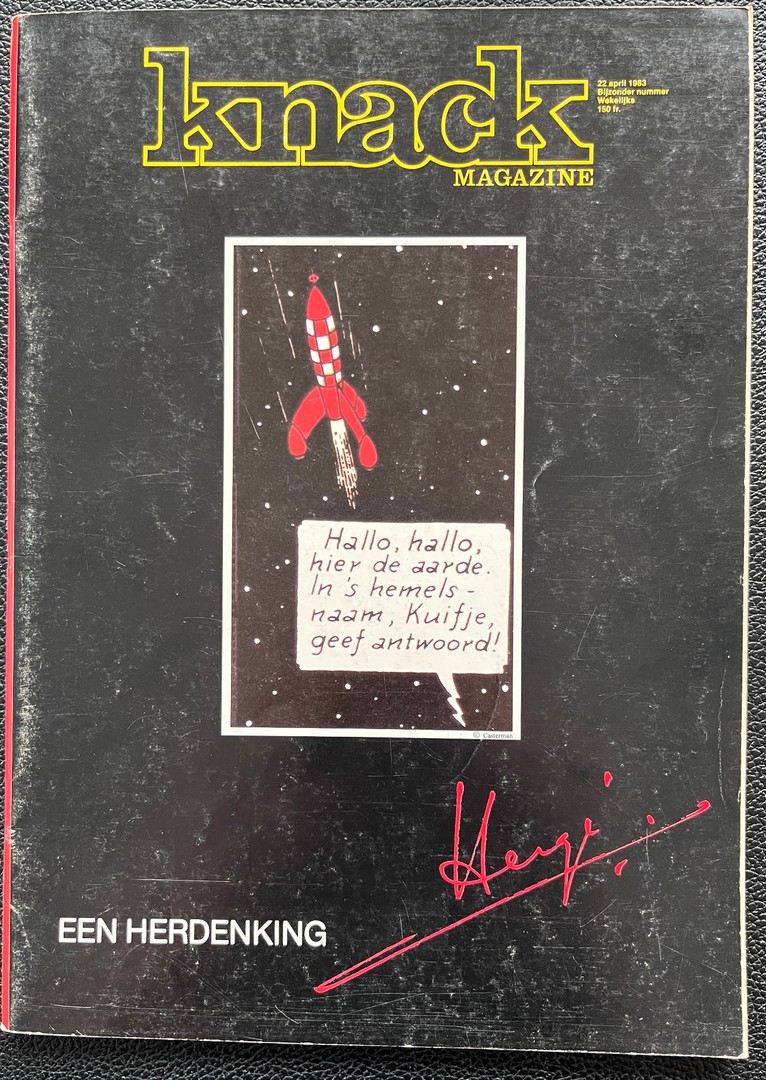 knack
MAGAZINE
22 april 1983
Bijzonder nummer
Wekelijks
150 fr.
Hallo, hallo,
hier de aarde.
In 's hemels -
naam, Kuifje,
geef antwoord!
© Casterman
Hergé
EEN HERDENKING